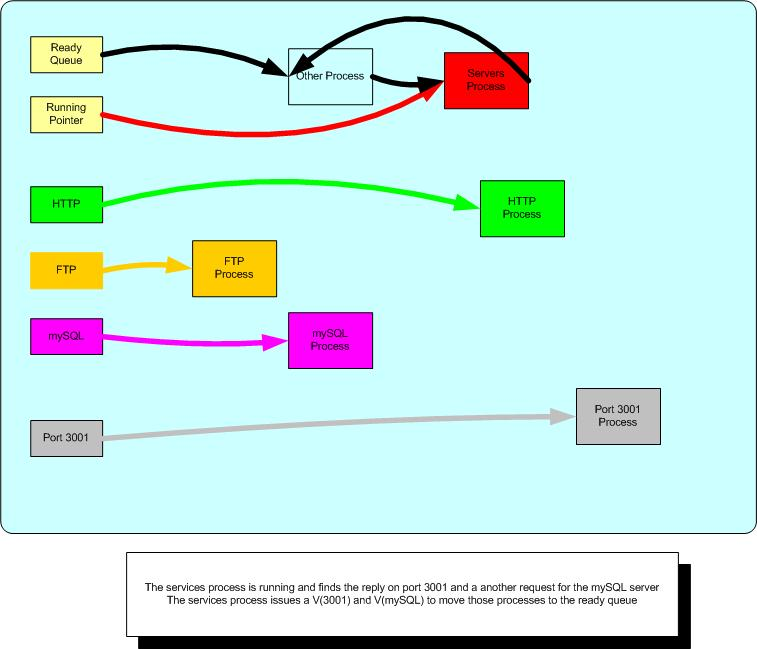 Ready
Queue
Other Process
Servers
Process
Running
Pointer
HTTP
HTTP
Process
FTP
FTP
Process
mySQL
mySQL
Process
Port 3001
Port 3001
Process
The services process is running and finds the reply on port 3001 and a another request for the mySQL server
The services process issues a V(3001) and V(mySQL) to move those processes to the ready queue